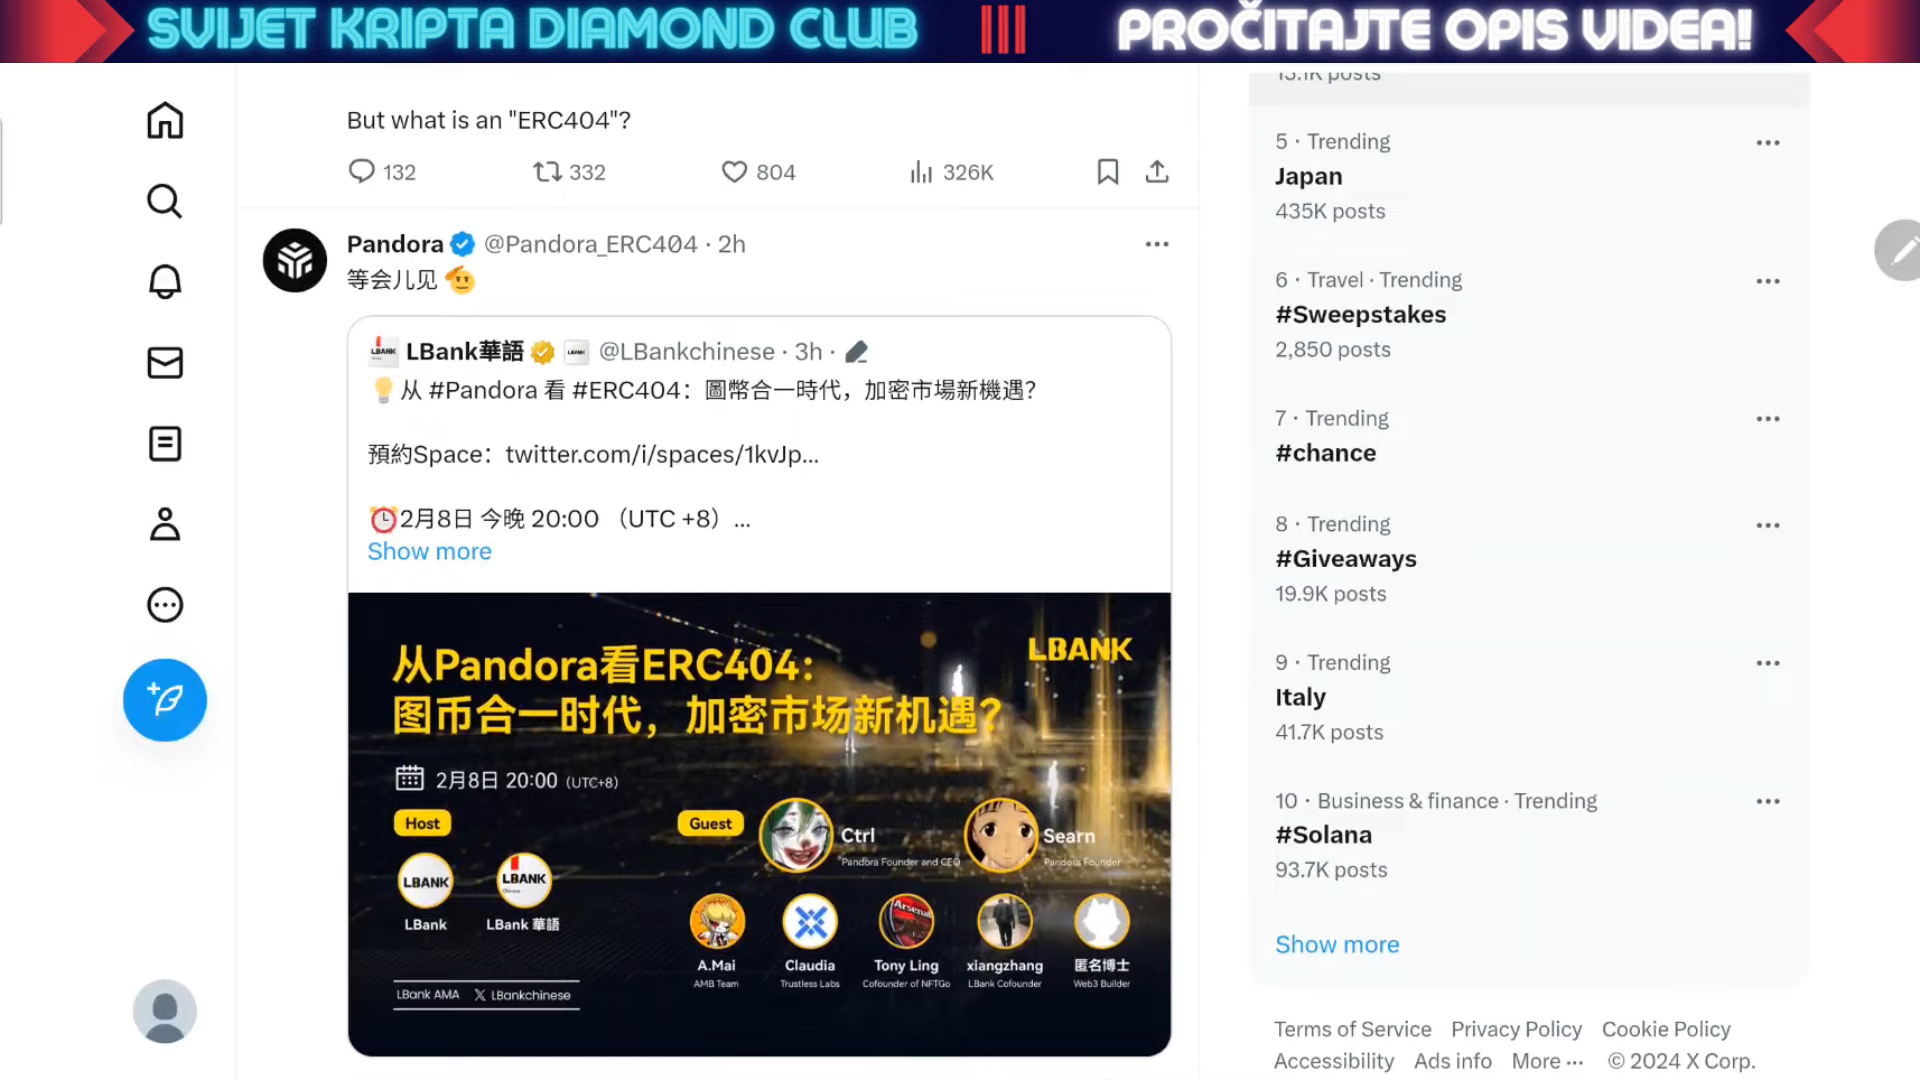 SVIJET KRIPTA DIAMOND CLUB
PROČITAJTE OPIS VIDEA!
But what is an "ERC404"?
132 332 804 326K
Pandora @Pandora_ERC404 · 2h
等会儿见
LBANK LBank華語 LBANK @LBankchinese · 3h ·
从 #Pandora 看 #ERC404：圖幣合一時代，加密市場新機遇？
預約Space：twitter.com/i/spaces/1kvJp...
2月8日 今晚 20:00 （UTC +8）...
Show more
LBANK
从Pandora看ERC404:
图币合一时代，加密市场新机遇？
2月8日 20:00 (UTC+8)
Host
LBANK
LBank
LBANK
LBank 華語
Guest
Ctrl
Pandora Founder and CEO
Searn
Pandora Founder
Arsenal
A.Mai
AMB Team
Claudia
Trustless Labs
Tony Ling
Cofounder of NFTGo
xiangzhang
LBank Cofounder
匿名博士
Web3 Builder
LBank AMA X LBankchinese
13.1K posts
5 · Trending
Japan
435K posts
6 · Travel · Trending
#Sweepstakes
2,850 posts
7 · Trending
#chance
8 · Trending
#Giveaways
19.9K posts
9 · Trending
Italy
41.7K posts
10 · Business & finance · Trending
#Solana
93.7K posts
Show more
Terms of Service Privacy Policy Cookie Policy
Accessibility Ads info More ··· © 2024 X Corp.